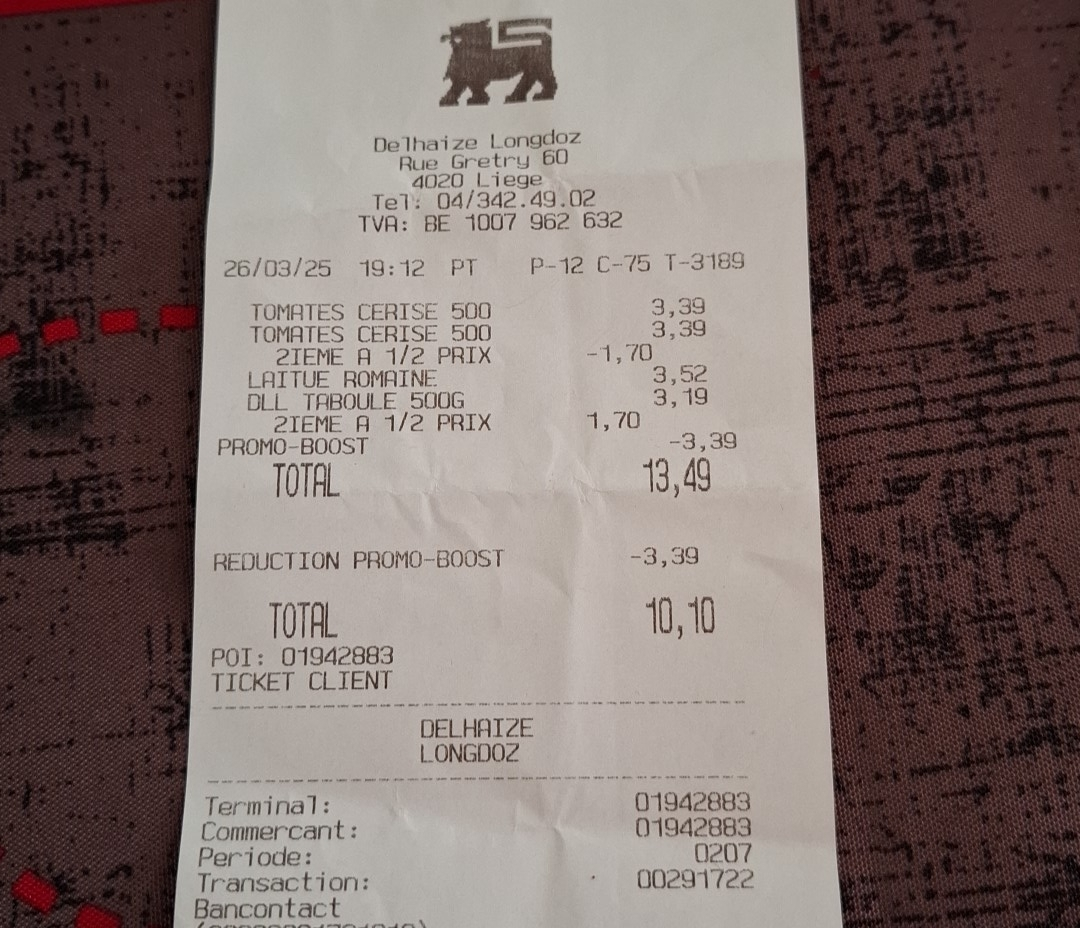 Delhaize Longdoz
Rue Gretry 60
4020 Liege
Tel: 04/342.49.02
TVA: BE 1007 962 632
26/03/25 19:12 PT P-12 C-75 T-3189
TOMATES CERISE 500 3,39
TOMATES CERISE 500 3,39
2IEME A 1/2 PRIX -1,70
LAITUE ROMAINE 3,52
DLL TABOULE 500G 3,19
2IEME A 1/2 PRIX 1,70
PROMO-BOOST -3,39
TOTAL 13,49
REDUCTION PROMO-BOOST -3,39
TOTAL 10,10
POI: 01942883
TICKET CLIENT
DELHAIZE
LONGDOZ
Terminal: 01942883
Commercant: 01942883
Periode: 0207
Transaction: 00291722
Bancontact